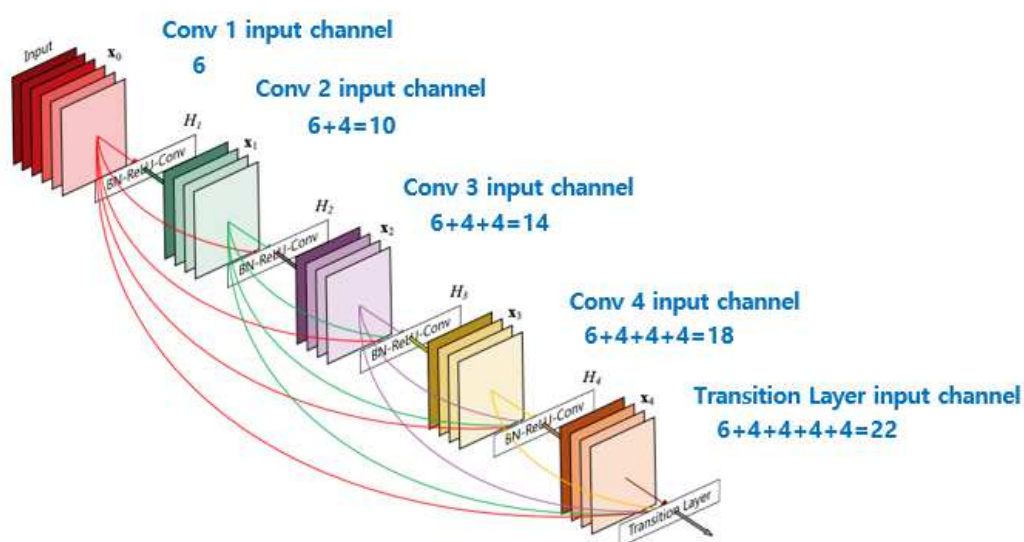 Conv 1 input channel
6
Input
x₀
Conv 2 input channel
6+4=10
H₁
BN-ReLU-Conv
x₁
Conv 3 input channel
6+4+4=14
H₂
BN-ReLU-Conv
x₂
Conv 4 input channel
6+4+4+4=18
H₃
BN-ReLU-Conv
x₃
Transition Layer input channel
6+4+4+4+4=22
H₄
BN-ReLU-Conv
x₄
Transition Layer